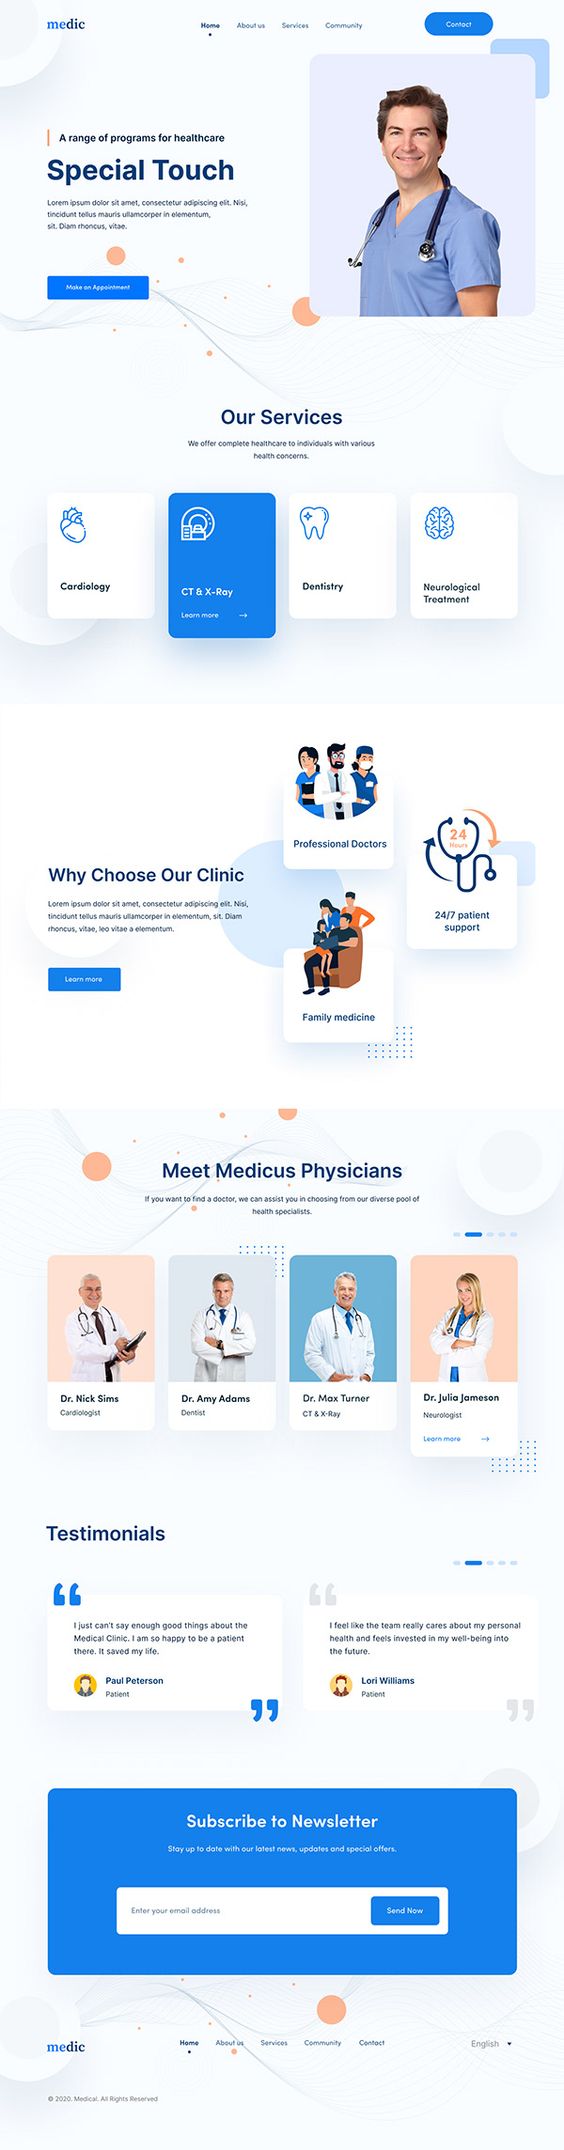 medic
Home About us Services Community Contact
A range of programs for healthcare
Special Touch
Lorem ipsum dolor sit amet, consectetur adipiscing elit. Nisi,
tincidunt tellus mauris ullamcorper in elementum,
sit. Diam rhoncus, vitae.
Make an Appointment
Our Services
We offer complete healthcare to individuals with various
health concerns.
Cardiology
CT & X-Ray
Learn more
Dentistry
Neurological
Treatment
Professional Doctors
24
Hours
24/7 patient
support
Why Choose Our Clinic
Lorem ipsum dolor sit amet, consectetur adipiscing elit. Nisi,
tincidunt tellus mauris ullamcorper in elementum, sit. Diam
rhoncus, vitae, leo vitae a elementum.
Learn more
Family medicine
Meet Medicus Physicians
If you want to find a doctor, we can assist you in choosing from our diverse pool of
health specialists.
Dr. Nick Sims
Cardiologist
Dr. Amy Adams
Dentist
Dr. Max Turner
CT & X-Ray
Dr. Julia Jameson
Neurologist
Learn more
Testimonials
I just can't say enough good things about the
Medical Clinic. I am so happy to be a patient
there. It saved my life.
Paul Peterson
Patient
I feel like the team really cares about my personal
health and feels invested in my well-being into
the future.
Lori Williams
Patient
Subscribe to Newsletter
Stay up to date with our latest news, updates and special offers.
Enter your email address
Send Now
medic
Home About us Services Community Contact
English
© 2020. Medical. All Rights Reserved